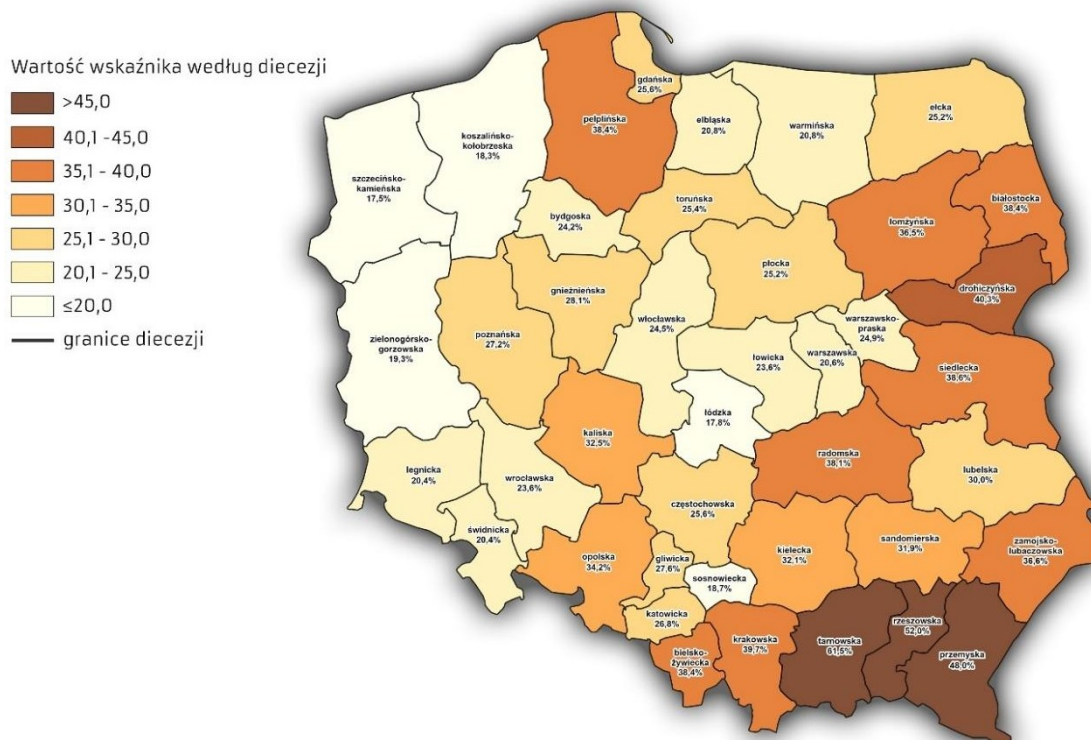 Wartość wskaźnika według diecezji
>45,0
40,1 -45,0
35,1 - 40,0
30,1 - 35,0
25,1 - 30,0
20,1 - 25,0
≤20,0
granice diecezji
gdańska
25,6%
pelplińska
38,4%
elbląska
20,8%
warmińska
20,8%
ełcka
25,2%
koszalińsko-
kołobrzeska
18,3%
szczecińsko-
kamieńska
17,5%
bydgoska
24,2%
toruńska
25,4%
łomżyńska
36,5%
białostocka
38,4%
drohiczyńska
40,3%
płocka
25,2%
gnieźnieńska
28,1%
włocławska
24,5%
warszawsko-
praska
24,9%
zielonogórsko-
gorzowska
19,3%
poznańska
27,2%
łowicka
23,6%
warszawska
20,6%
siedlecka
38,6%
łódzka
17,8%
kaliska
32,5%
radomska
38,1%
lubelska
30,0%
legnicka
20,4%
wrocławska
23,6%
częstochowska
25,6%
świdnicka
20,4%
opolska
34,2%
gliwicka
27,6%
kielecka
32,1%
sandomierska
31,9%
zamojsko-
lubaczowska
36,6%
sosnowiecka
18,7%
katowicka
26,8%
bielsko-
żywiecka
38,4%
krakowska
39,7%
tarnowska
61,5%
rzeszowska
52,0%
przemyska
48,0%